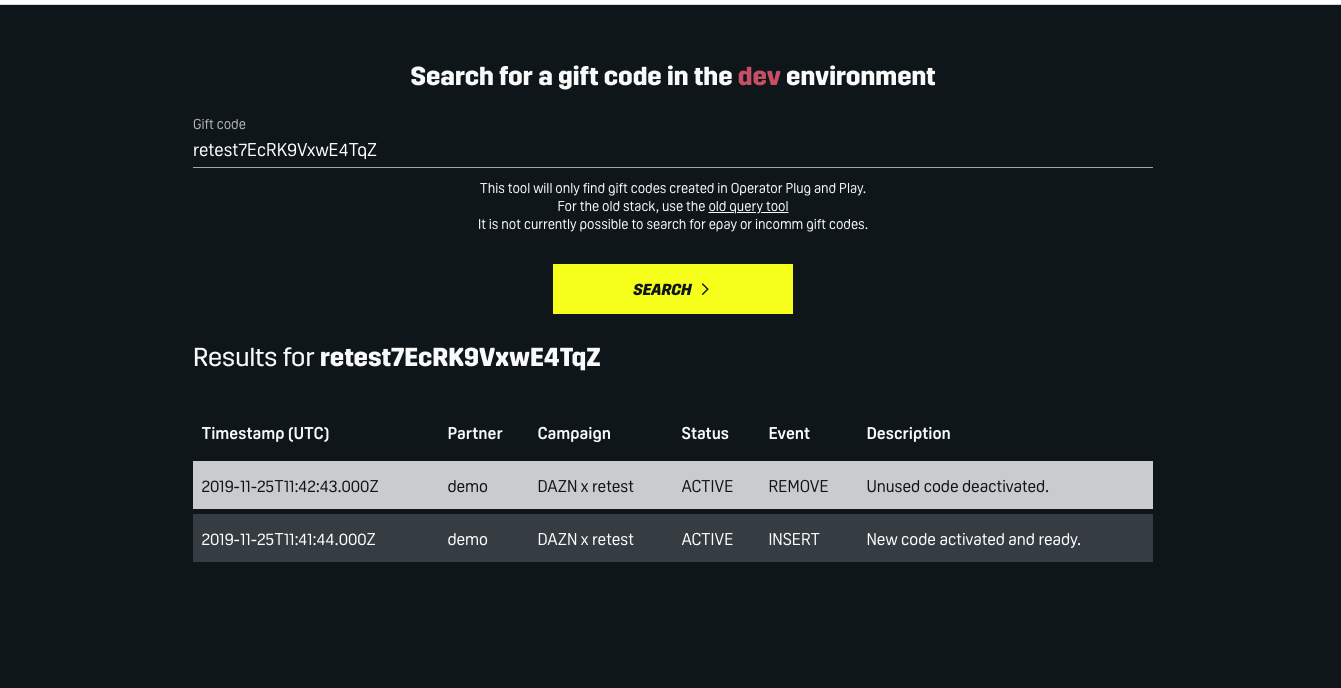 Search for a gift code in the dev environment
Gift code
retest7EcRK9VxwE4TqZ
This tool will only find gift codes created in Operator Plug and Play.
For the old stack, use the old query tool
It is not currently possible to search for epay or incomm gift codes.
SEARCH
Results for retest7EcRK9VxwE4TqZ
Timestamp (UTC) Partner Campaign Status Event Description
2019-11-25T11:42:43.000Z demo DAZN x retest ACTIVE REMOVE Unused code deactivated.
2019-11-25T11:41:44.000Z demo DAZN x retest ACTIVE INSERT New code activated and ready.